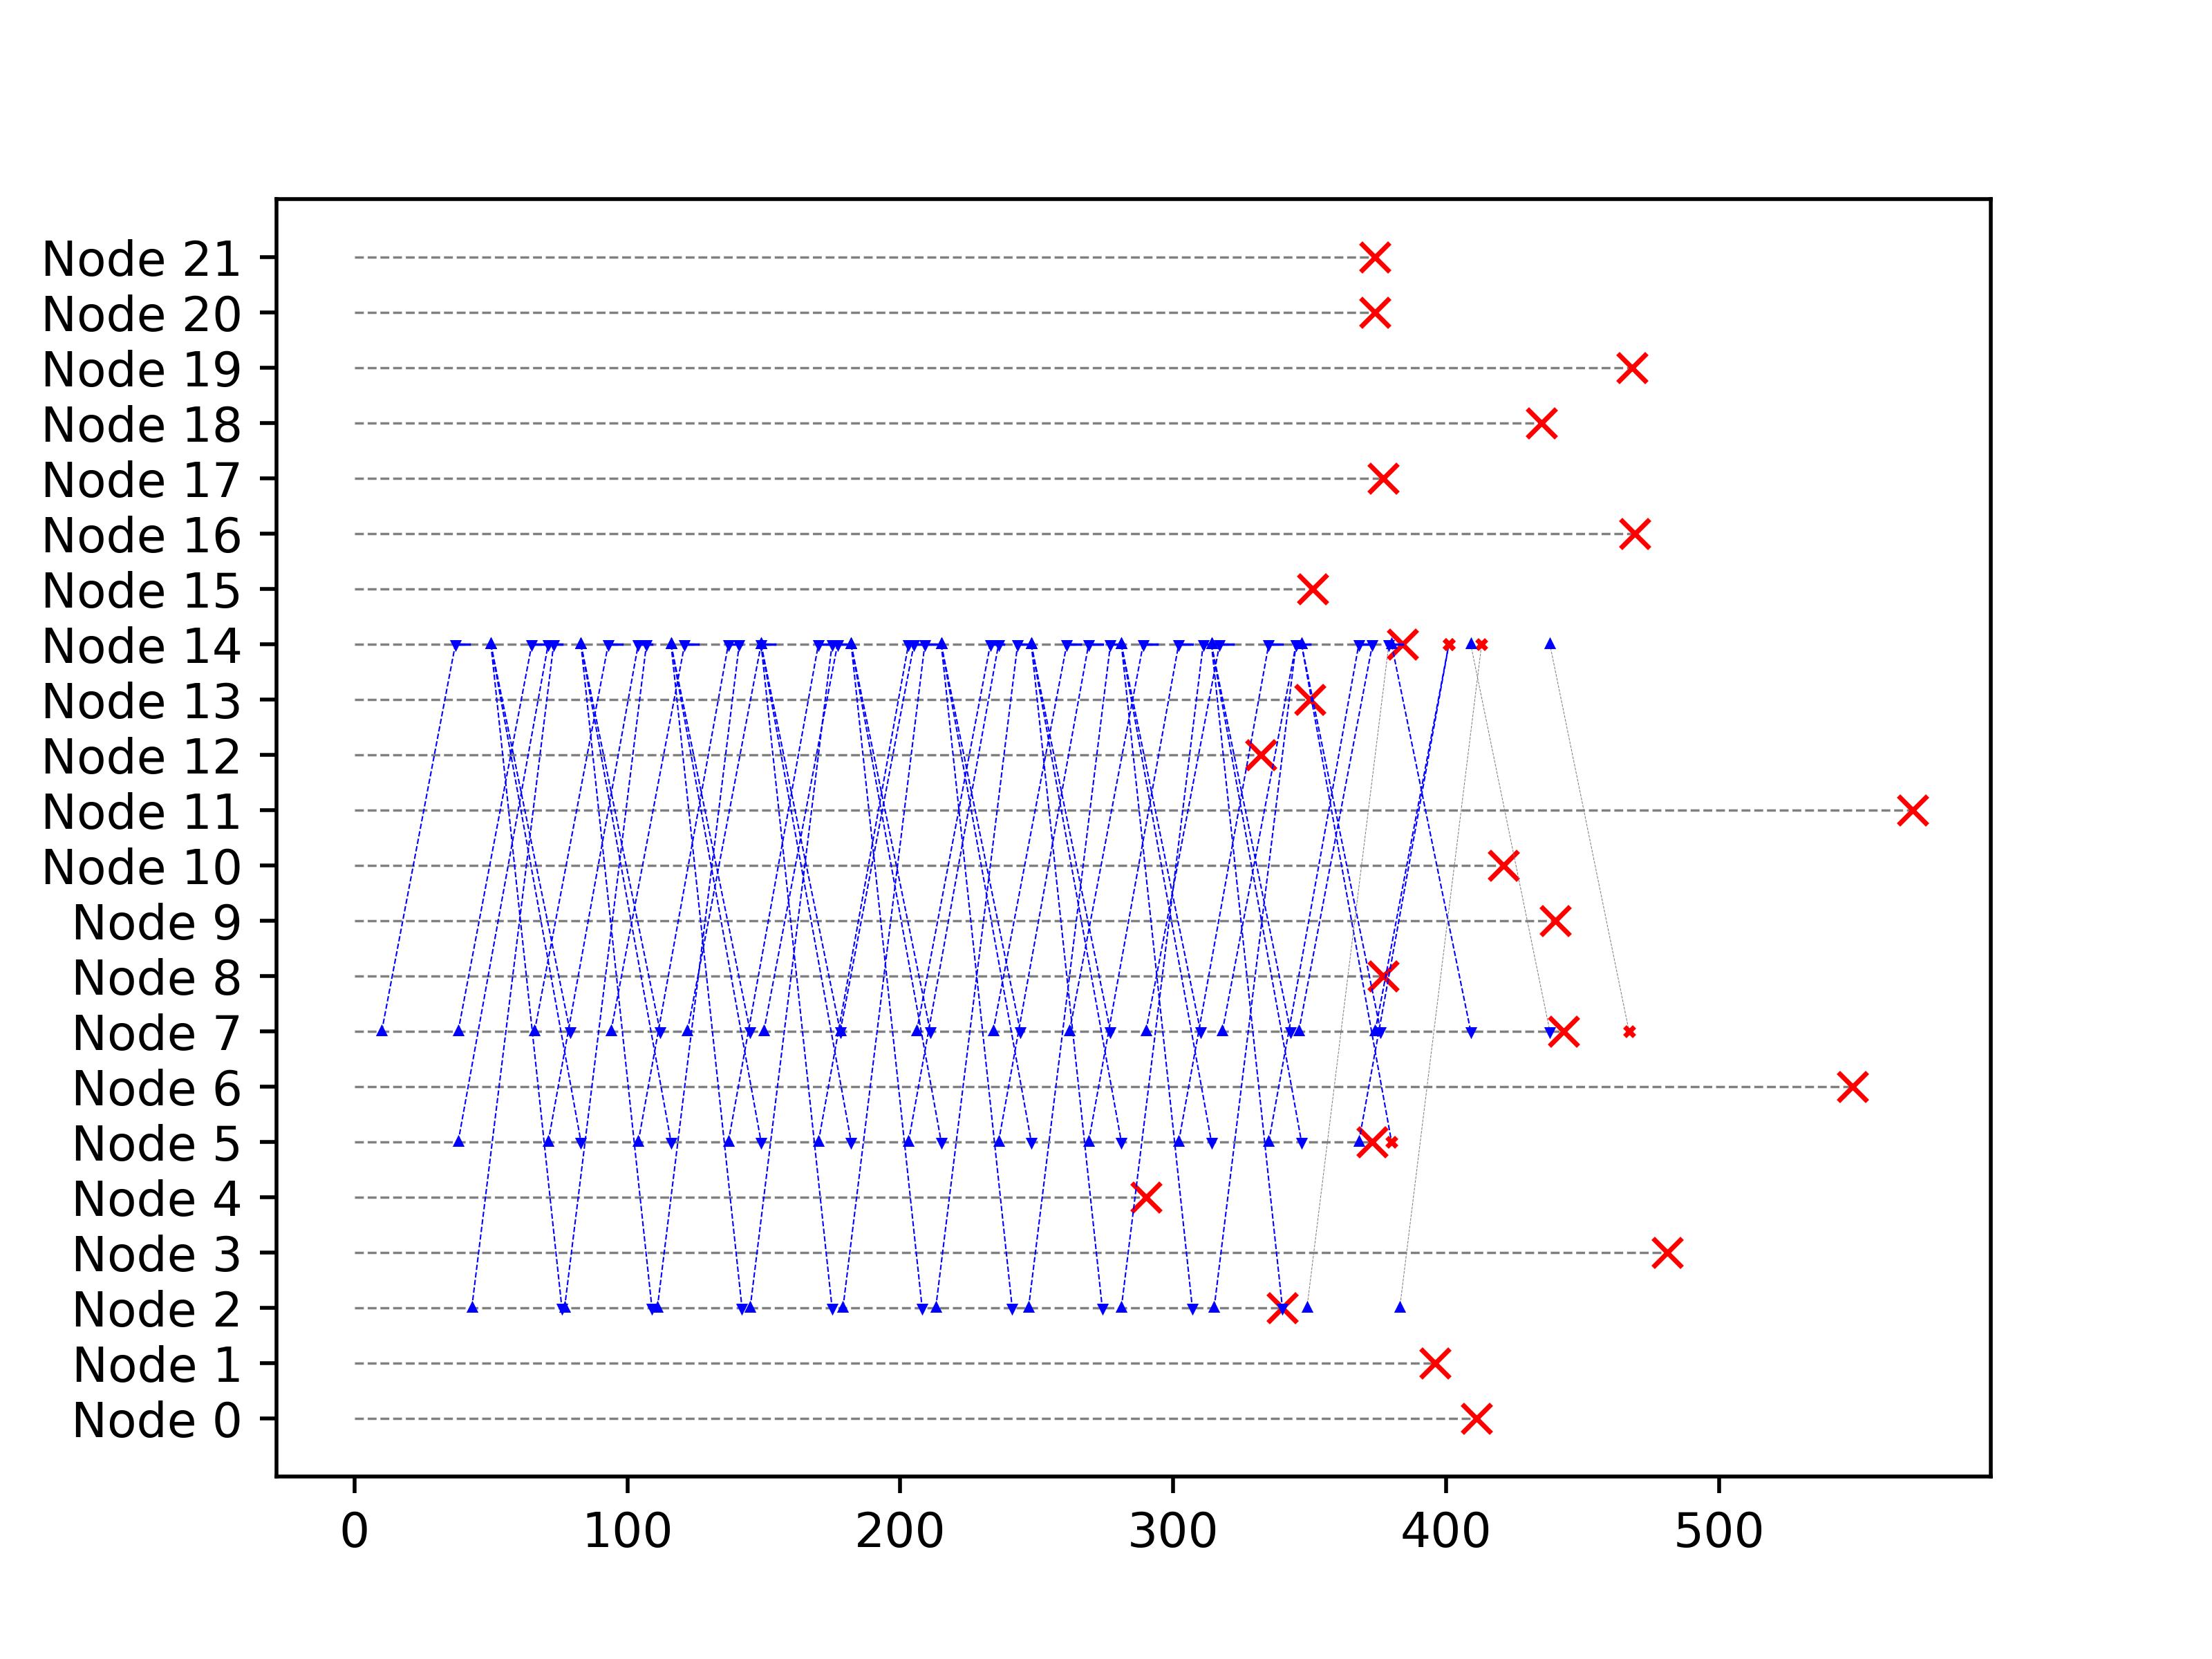 Node 21
Node 20
Node 19
Node 18
Node 17
Node 16
Node 15
Node 14
Node 13
Node 12
Node 11
Node 10
Node 9
Node 8
Node 7
Node 6
Node 5
Node 4
Node 3
Node 2
Node 1
Node 0
0 100 200 300 400 500